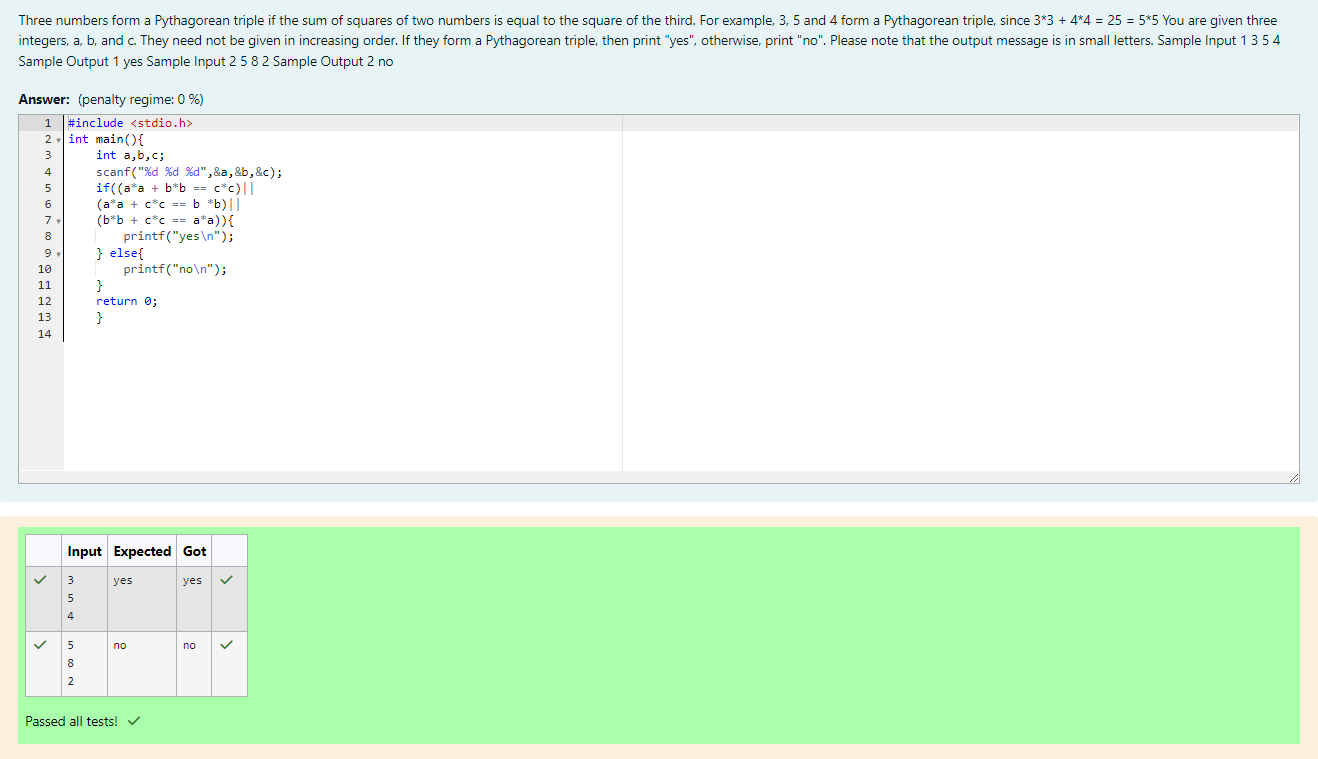 Three numbers form a Pythagorean triple if the sum of squares of two numbers is equal to the square of the third. For example, 3, 5 and 4 form a Pythagorean triple, since 3*3 + 4*4 = 25 = 5*5 You are given three
integers, a, b, and c. They need not be given in increasing order. If they form a Pythagorean triple, then print "yes", otherwise, print "no". Please note that the output message is in small letters. Sample Input 1 3 5 4
Sample Output 1 yes Sample Input 2 5 8 2 Sample Output 2 no
Answer: (penalty regime: 0 %)
1 #include <stdio.h>
2 int main(){
3     int a,b,c;
4     scanf("%d %d %d",&a,&b,&c);
5     if((a*a + b*b == c*c)||
6     (a*a + c*c == b *b)||
7     (b*b + c*c == a*a)){
8         printf("yes\n");
9     } else{
10         printf("no\n");
11     }
12     return 0;
13     }
14
Input Expected Got
3 yes yes
5
4
5 no no
8
2
Passed all tests!